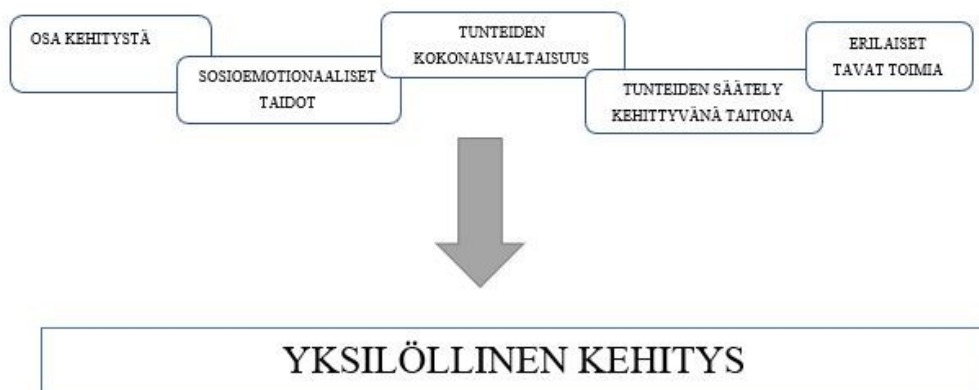 OSA KEHITYSTÄ
SOSIOEMOTIONAALISET
TAIDOT
TUNTEIDEN
KOKONAISVALTAISUUS
TUNTEIDEN SÄÄTELY
KEHITTYVÄNÄ TAITONA
ERILAISET
TAVAT TOIMIA
YKSILÖLLINEN KEHITYS